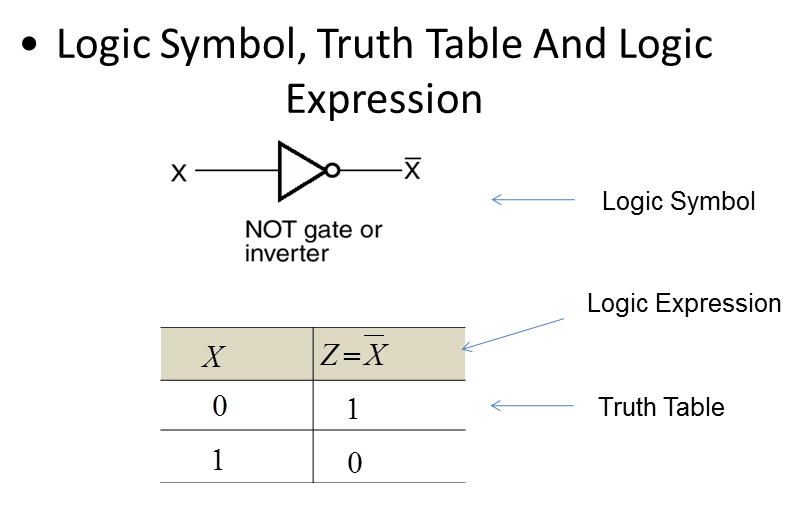 • Logic Symbol, Truth Table And Logic
Expression
X X̅
NOT gate or
inverter
Logic Symbol
Logic Expression
X Z=X̅
0 1
Truth Table
1 0